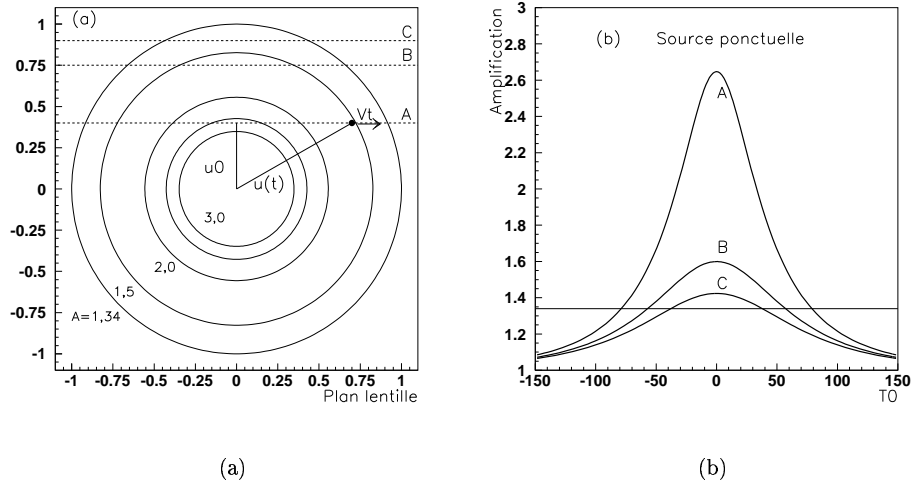 (a)
C
B
A
Vt
u0
u(t)
3,0
2,0
1,5
A=1,34
1
0.75
0.5
0.25
0
-0.25
-0.5
-0.75
-1
-1 -0.75 -0.5 -0.25 0 0.25 0.5 0.75 1
Plan lentille
Amplification
(b) Source ponctuelle
A
B
C
3
2.8
2.6
2.4
2.2
2
1.8
1.6
1.4
1.2
1
-150 -100 -50 0 50 100 150
T0
(a)
(b)